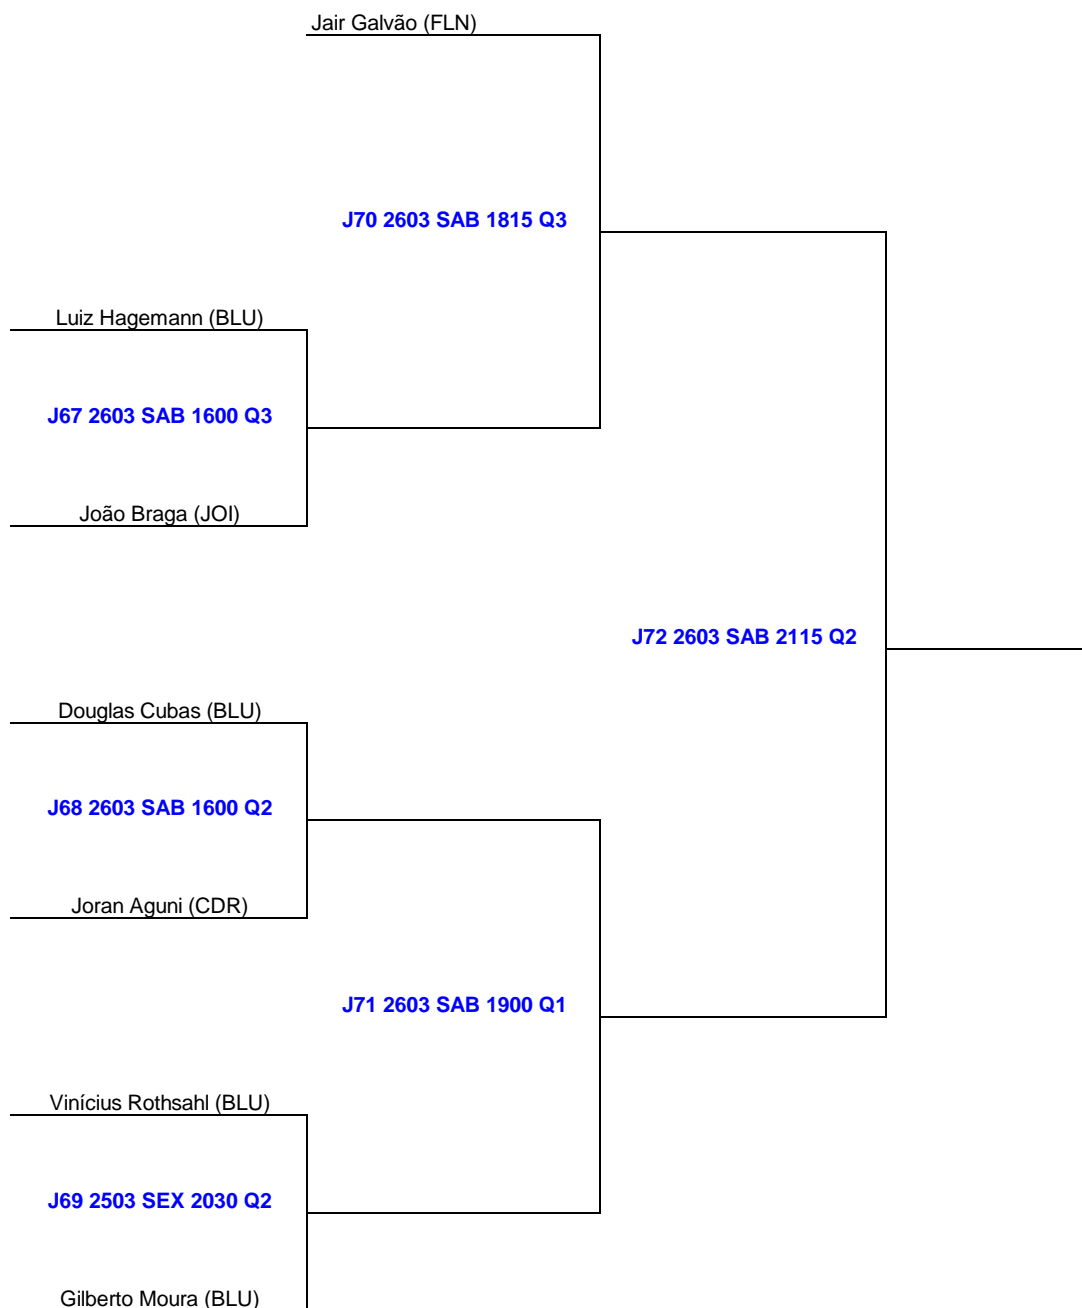 Jair Galvão (FLN)
J70 2603 SAB 1815 Q3
Luiz Hagemann (BLU)
J67 2603 SAB 1600 Q3
João Braga (JOI)
J72 2603 SAB 2115 Q2
Douglas Cubas (BLU)
J68 2603 SAB 1600 Q2
Joran Aguni (CDR)
J71 2603 SAB 1900 Q1
Vinícius Rothsahl (BLU)
J69 2503 SEX 2030 Q2
Gilberto Moura (BLU)